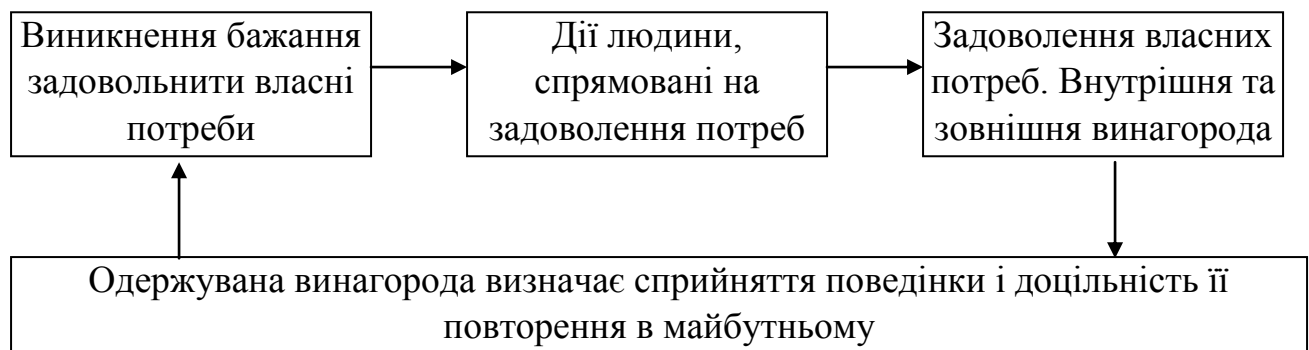 Виникнення бажання
задовольнити власні
потреби
Дії людини,
спрямовані на
задоволення потреб
Задоволення власних
потреб. Внутрішня та
зовнішня винагорода
Одержувана винагорода визначає сприйняття поведінки і доцільність її
повторення в майбутньому